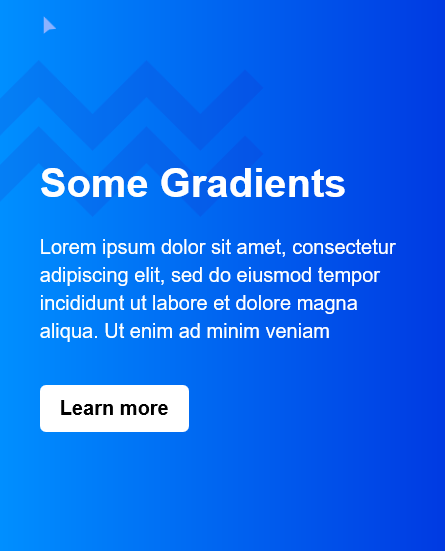 Some Gradients
Lorem ipsum dolor sit amet, consectetur
adipiscing elit, sed do eiusmod tempor
incididunt ut labore et dolore magna
aliqua. Ut enim ad minim veniam
Learn more